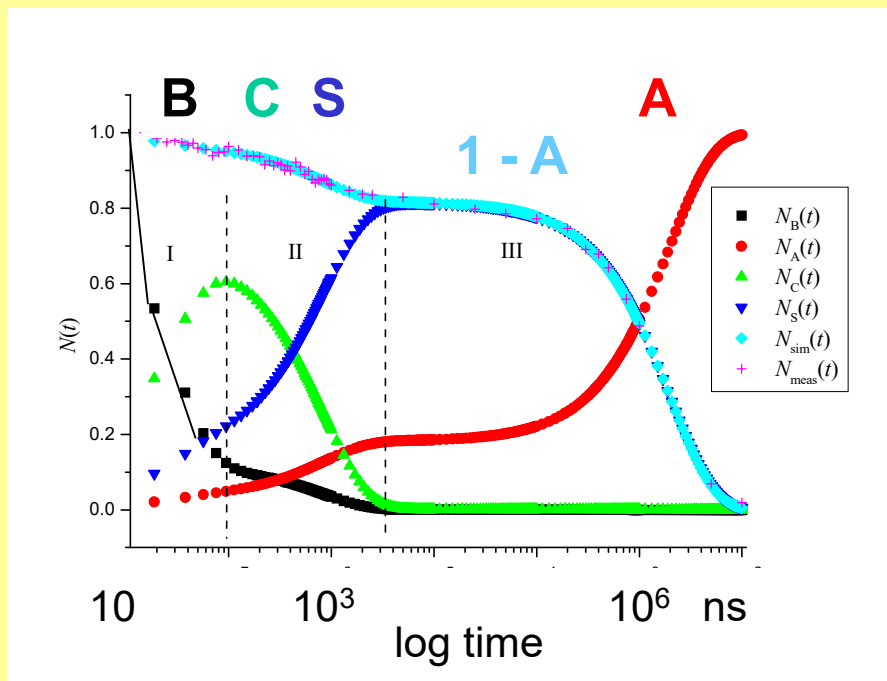 B C S A
1 - A
1.0
0.8
0.6
0.4
0.2
0.0
N(t)
I
II
III
N_B(t)
N_A(t)
N_C(t)
N_S(t)
N_sim(t)
N_meas(t)
10 10³ 10⁶ ns
log time